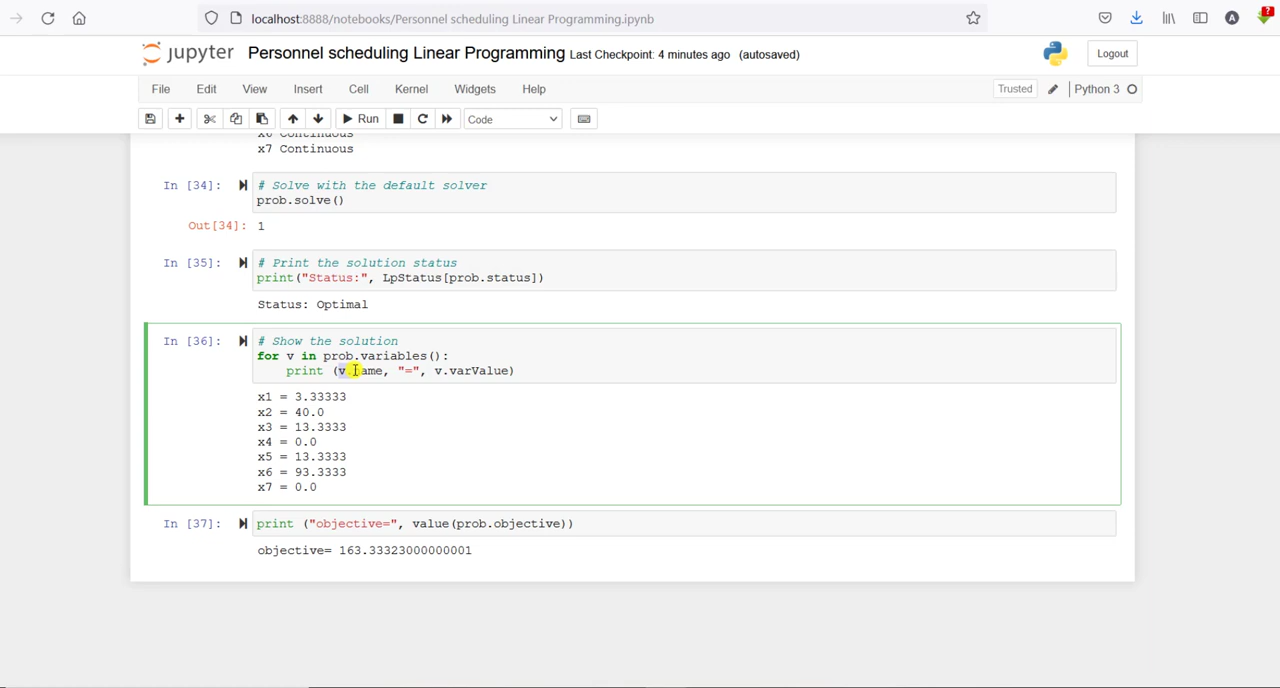 localhost:8888/notebooks/Personnel scheduling Linear Programming.ipynb
A
?
jupyter Personnel scheduling Linear Programming Last Checkpoint: 4 minutes ago (autosaved)
Logout
File Edit View Insert Cell Kernel Widgets Help
Trusted
Python 3
Run
Code
x6 Continuous
x7 Continuous
In [34]:
# Solve with the default solver
prob.solve()
Out[34]: 1
In [35]:
# Print the solution status
print("Status:", LpStatus[prob.status])
Status: Optimal
In [36]:
# Show the solution
for v in prob.variables():
print (v.name, "=", v.varValue)
x1 = 3.33333
x2 = 40.0
x3 = 13.3333
x4 = 0.0
x5 = 13.3333
x6 = 93.3333
x7 = 0.0
In [37]:
print ("objective=", value(prob.objective))
objective= 163.33323000000001